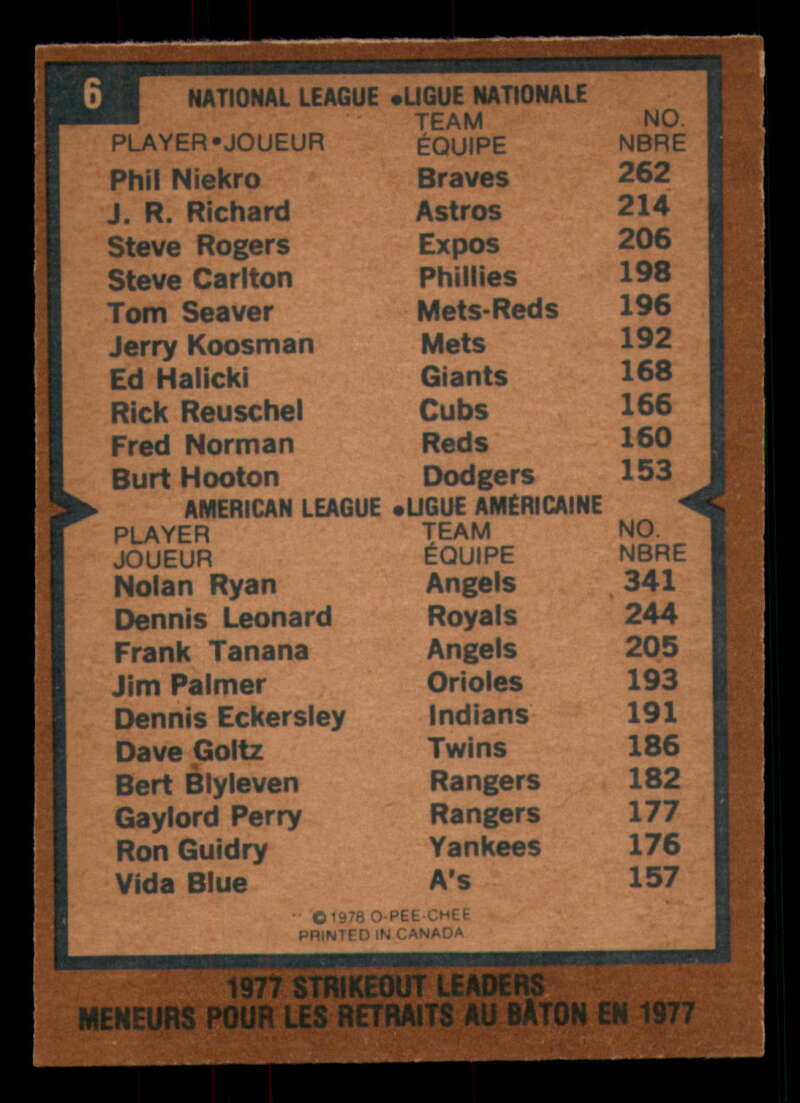 6
NATIONAL LEAGUE •LIGUE NATIONALE
PLAYER•JOUEUR TEAM ÉQUIPE NO. NBRE
Phil Niekro Braves 262
J. R. Richard Astros 214
Steve Rogers Expos 206
Steve Carlton Phillies 198
Tom Seaver Mets-Reds 196
Jerry Koosman Mets 192
Ed Halicki Giants 168
Rick Reuschel Cubs 166
Fred Norman Reds 160
Burt Hooton Dodgers 153
AMERICAN LEAGUE •LIGUE AMÉRICAINE
PLAYER TEAM NO.
JOUEUR ÉQUIPE NBRE
Nolan Ryan Angels 341
Dennis Leonard Royals 244
Frank Tanana Angels 205
Jim Palmer Orioles 193
Dennis Eckersley Indians 191
Dave Goltz Twins 186
Bert Blyleven Rangers 182
Gaylord Perry Rangers 177
Ron Guidry Yankees 176
Vida Blue A's 157
© 1978 O-PEE-CHEE
PRINTED IN CANADA
1977 STRIKEOUT LEADERS
MENEURS POUR LES RETRAITS AU BÂTON EN 1977